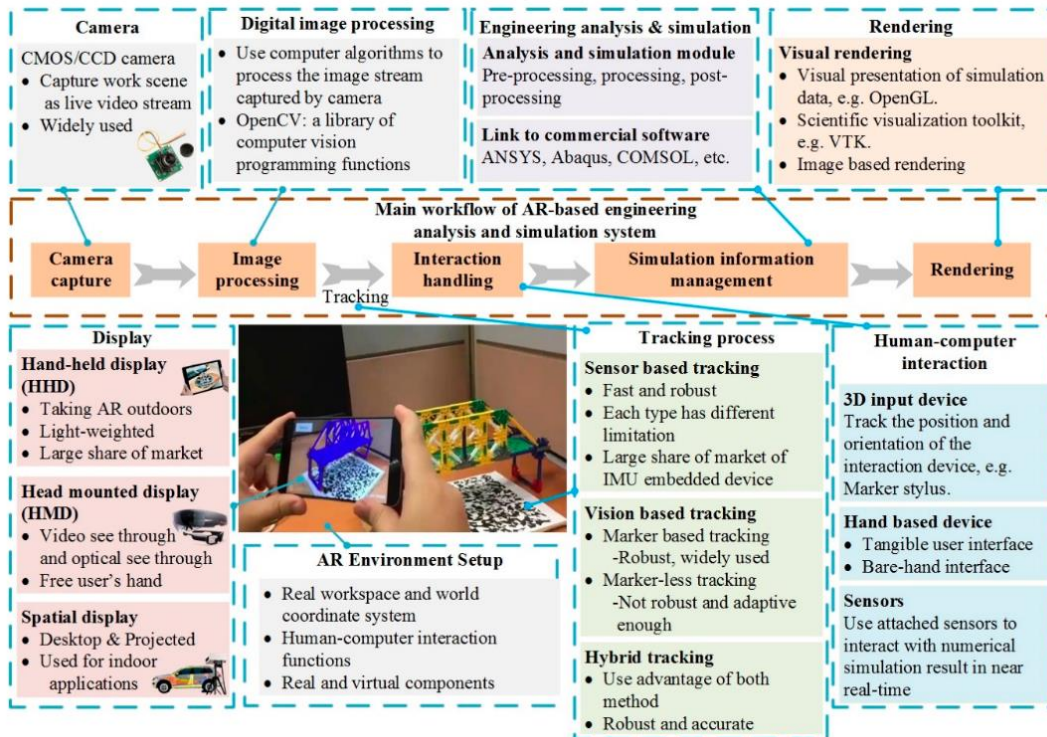 Camera
CMOS/CCD camera
• Capture work scene
as live video stream
• Widely used
Digital image processing
• Use computer algorithms to
process the image stream
captured by camera
• OpenCV: a library of
computer vision
programming functions
Engineering analysis & simulation
Analysis and simulation module
Pre-processing, processing, post-
processing
Link to commercial software
ANSYS, Abaqus, COMSOL, etc.
Rendering
Visual rendering
• Visual presentation of simulation
data, e.g. OpenGL.
• Scientific visualization toolkit,
e.g. VTK.
• Image based rendering
Main workflow of AR-based engineering
analysis and simulation system
Camera
capture
Image
processing
Interaction
handling
Simulation information
management
Rendering
Tracking
Display
Hand-held display
(HHD)
• Taking AR outdoors
• Light-weighted
• Large share of market
Head mounted display
(HMD)
• Video see through
and optical see through
• Free user's hand
Spatial display
• Desktop & Projected
• Used for indoor
applications
AR Environment Setup
• Real workspace and world
coordinate system
• Human-computer interaction
functions
• Real and virtual components
Tracking process
Sensor based tracking
• Fast and robust
• Each type has different
limitation
• Large share of market of
IMU embedded device
Vision based tracking
• Marker based tracking
-Robust, widely used
• Marker-less tracking
-Not robust and adaptive
enough
Hybrid tracking
• Use advantage of both
method
• Robust and accurate
Human-computer
interaction
3D input device
Track the position and
orientation of the
interaction device, e.g.
Marker stylus.
Hand based device
• Tangible user interface
• Bare-hand interface
Sensors
Use attached sensors to
interact with numerical
simulation result in near
real-time